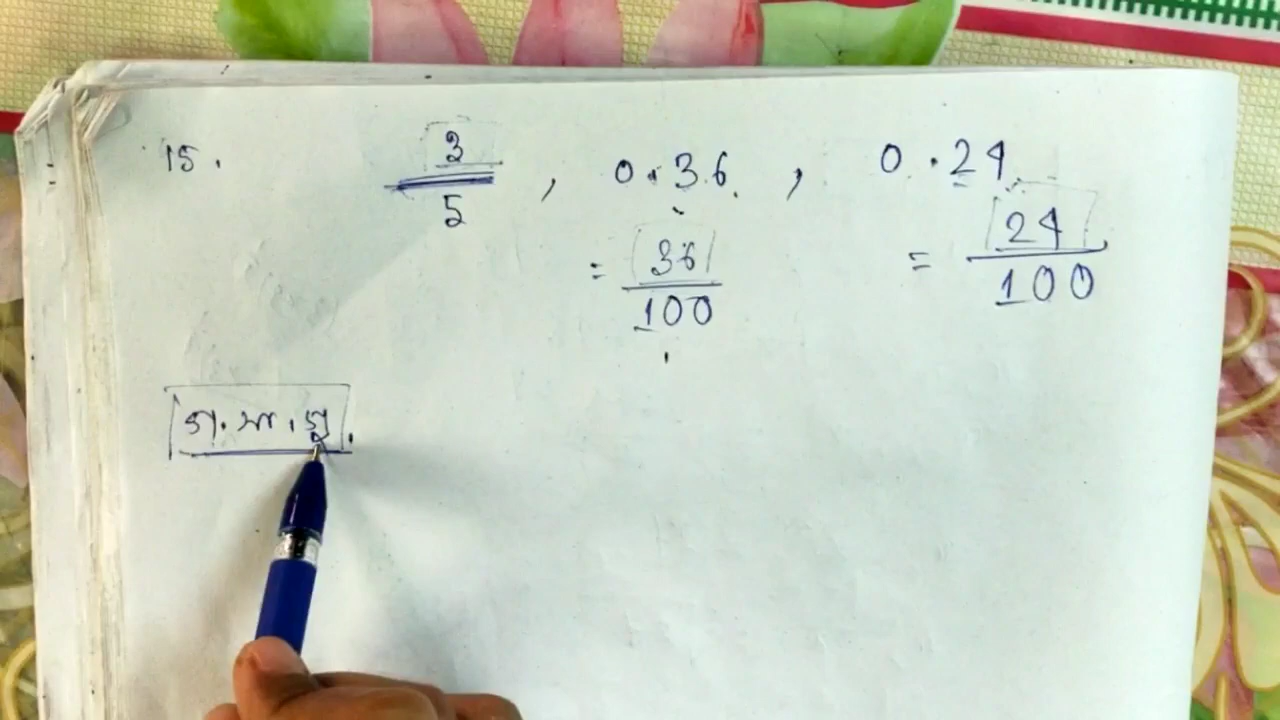 15. 3/5 , 0.36 , 0.24
= 36/100 = 24/100
গ.সা.গু.